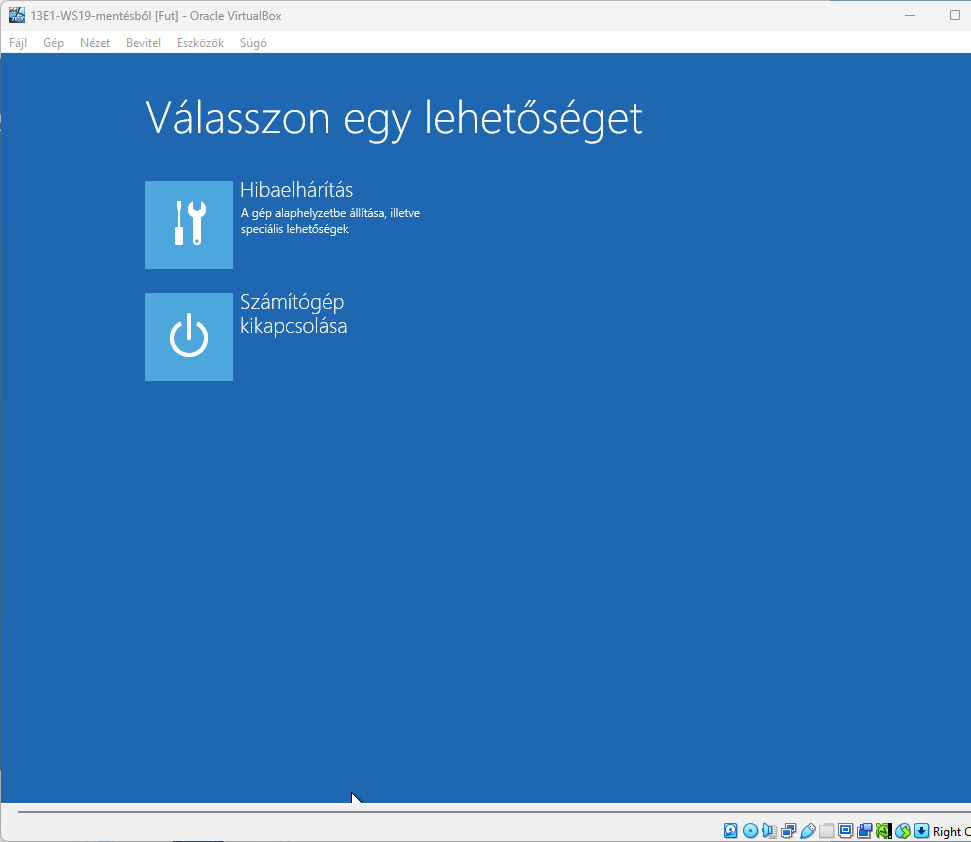 13E1-WS19-mentésből [Fut] - Oracle VirtualBox
Fájl Gép Nézet Bevitel Eszközök Súgó
Válasszon egy lehetőséget
Hibaelhárítás
A gép alaphelyzetbe állítása, illetve
speciális lehetőségek
Számítógép
kikapcsolása
Right C